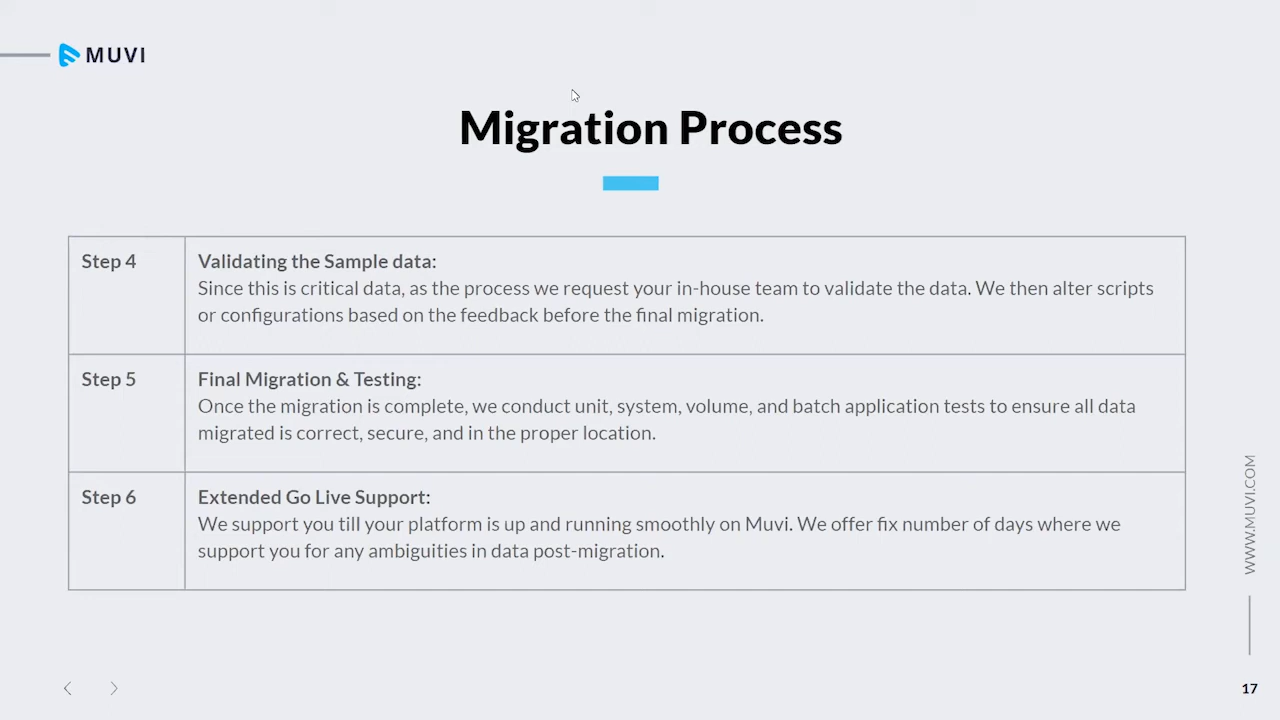 MUVI
Migration Process
Step 4
Validating the Sample data:
Since this is critical data, as the process we request your in-house team to validate the data. We then alter scripts
or configurations based on the feedback before the final migration.
Step 5
Final Migration & Testing:
Once the migration is complete, we conduct unit, system, volume, and batch application tests to ensure all data
migrated is correct, secure, and in the proper location.
Step 6
Extended Go Live Support:
We support you till your platform is up and running smoothly on Muvi. We offer fix number of days where we
support you for any ambiguities in data post-migration.
WWW.MUVI.COM
17